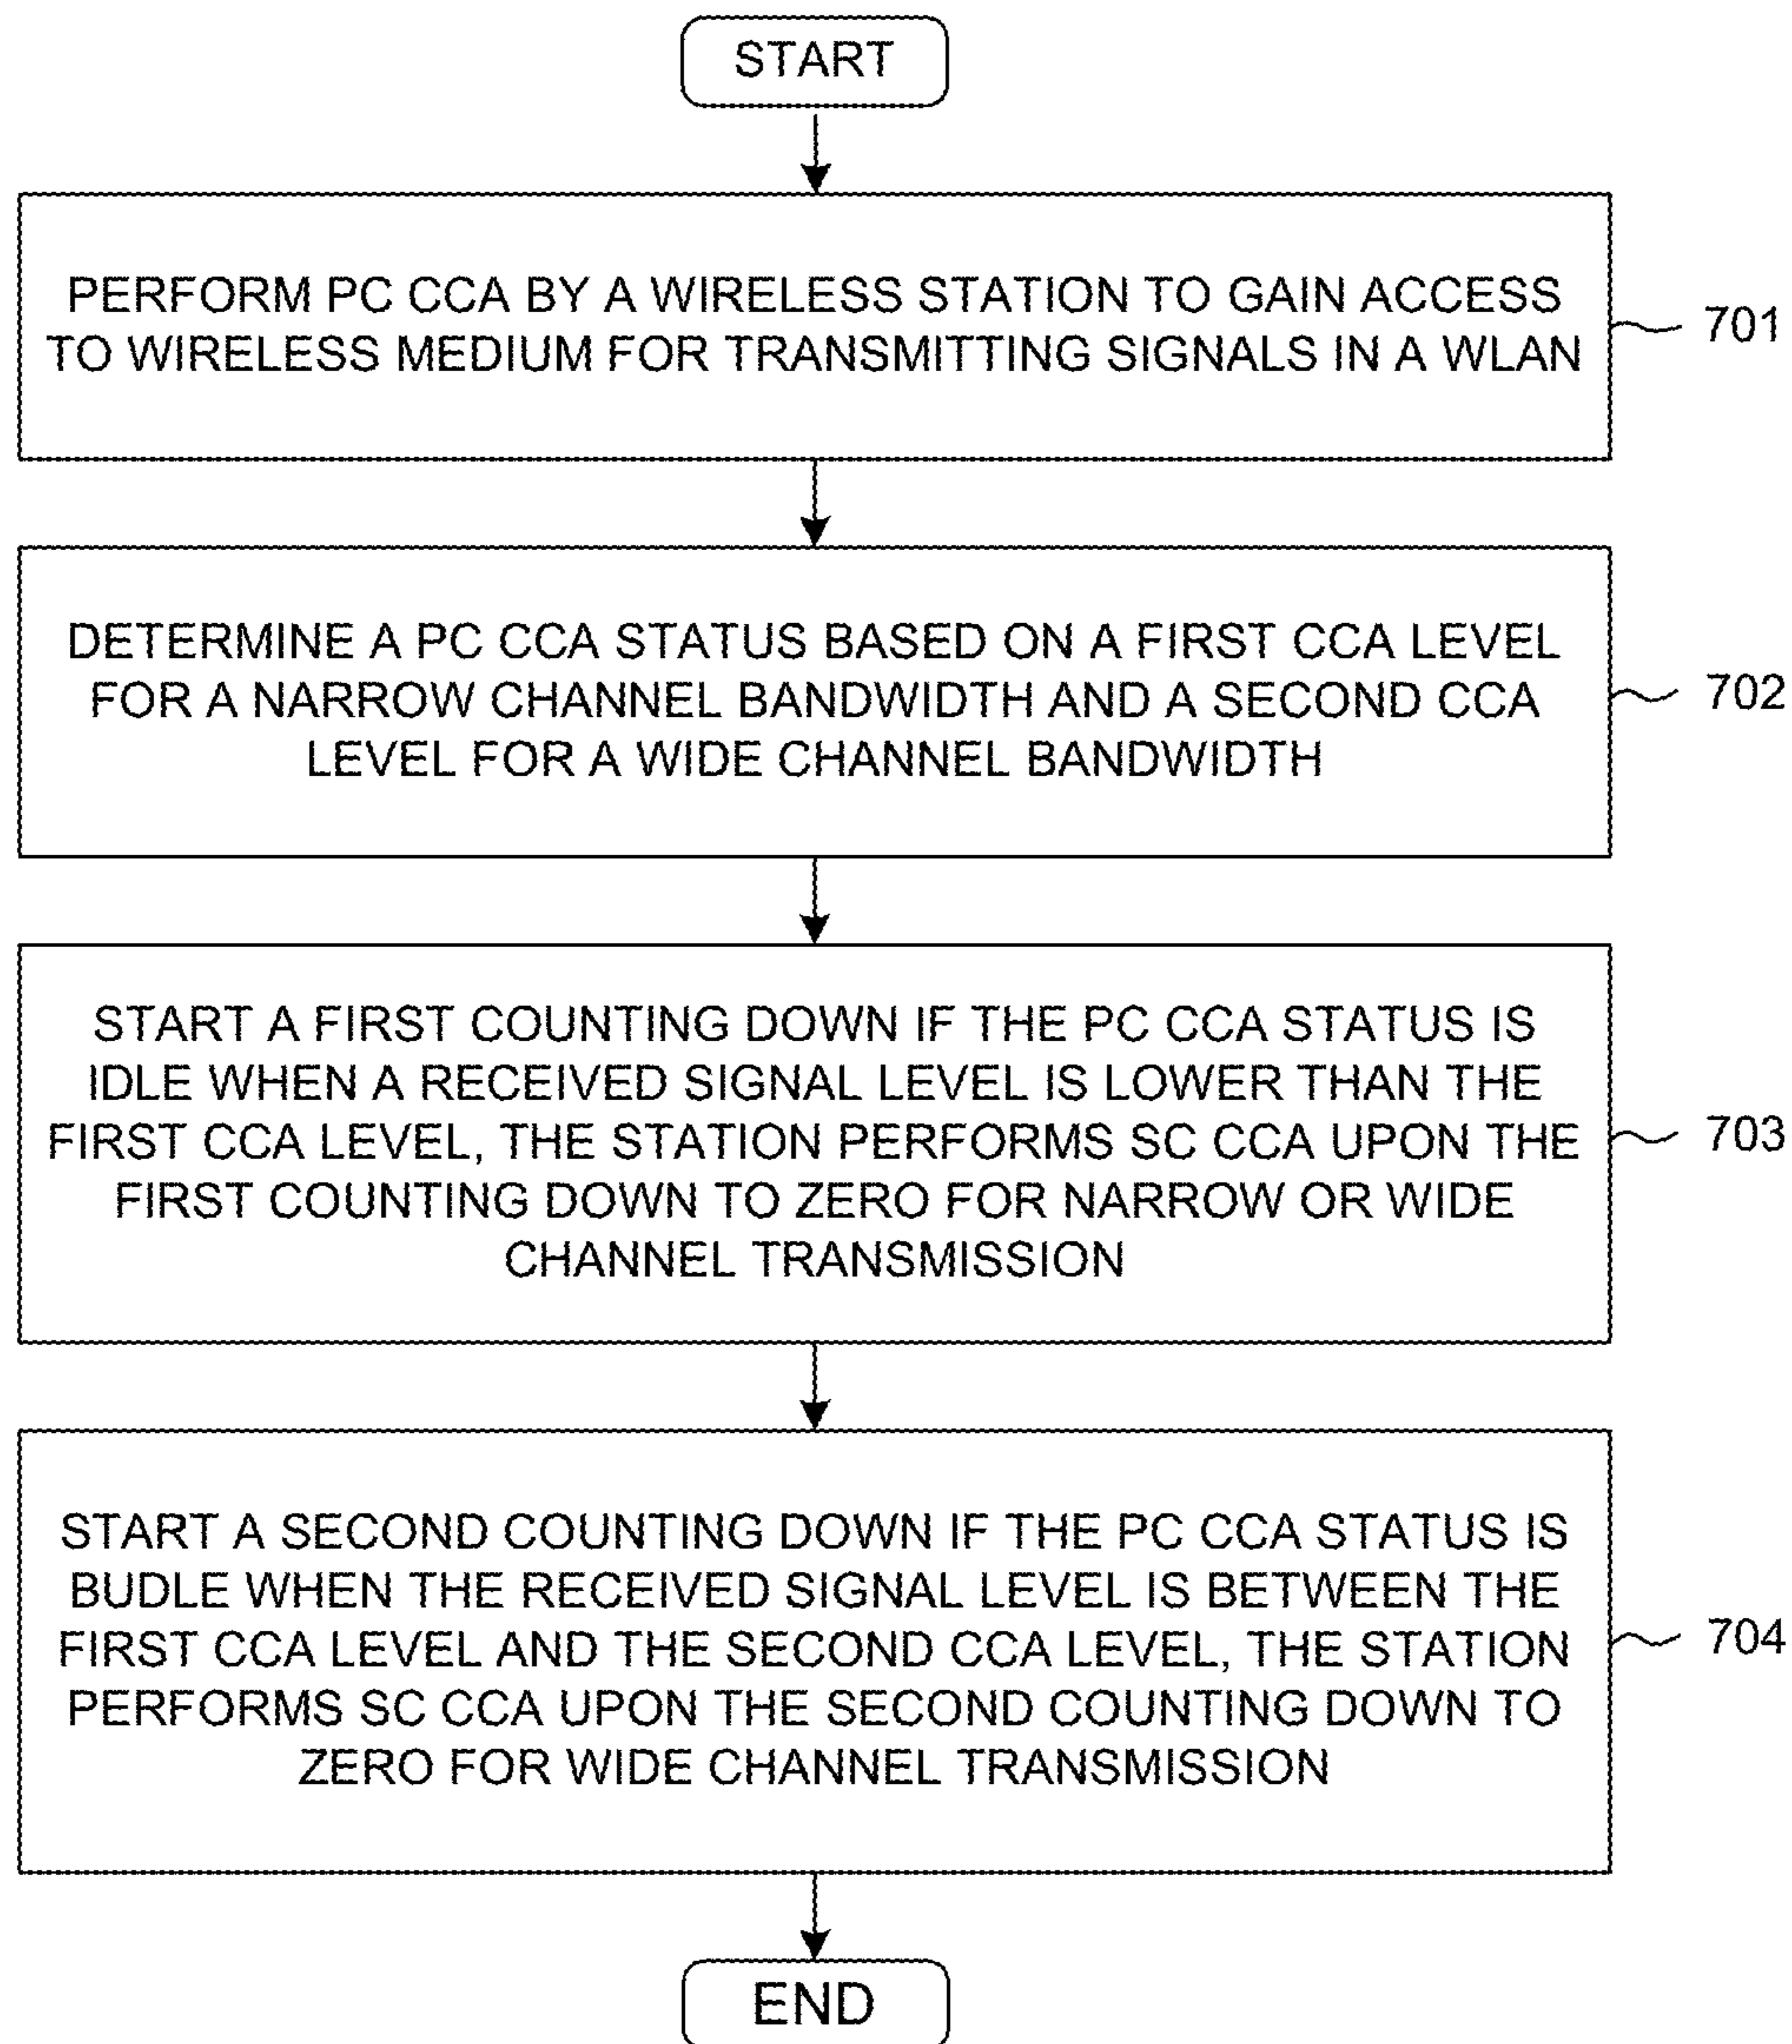 START
PERFORM PC CCA BY A WIRELESS STATION TO GAIN ACCESS
TO WIRELESS MEDIUM FOR TRANSMITTING SIGNALS IN A WLAN
701
DETERMINE A PC CCA STATUS BASED ON A FIRST CCA LEVEL
FOR A NARROW CHANNEL BANDWIDTH AND A SECOND CCA
LEVEL FOR A WIDE CHANNEL BANDWIDTH
702
START A FIRST COUNTING DOWN IF THE PC CCA STATUS IS
IDLE WHEN A RECEIVED SIGNAL LEVEL IS LOWER THAN THE
FIRST CCA LEVEL, THE STATION PERFORMS SC CCA UPON THE
FIRST COUNTING DOWN TO ZERO FOR NARROW OR WIDE
CHANNEL TRANSMISSION
703
START A SECOND COUNTING DOWN IF THE PC CCA STATUS IS
BUDLE WHEN THE RECEIVED SIGNAL LEVEL IS BETWEEN THE
FIRST CCA LEVEL AND THE SECOND CCA LEVEL, THE STATION
PERFORMS SC CCA UPON THE SECOND COUNTING DOWN TO
ZERO FOR WIDE CHANNEL TRANSMISSION
704
END